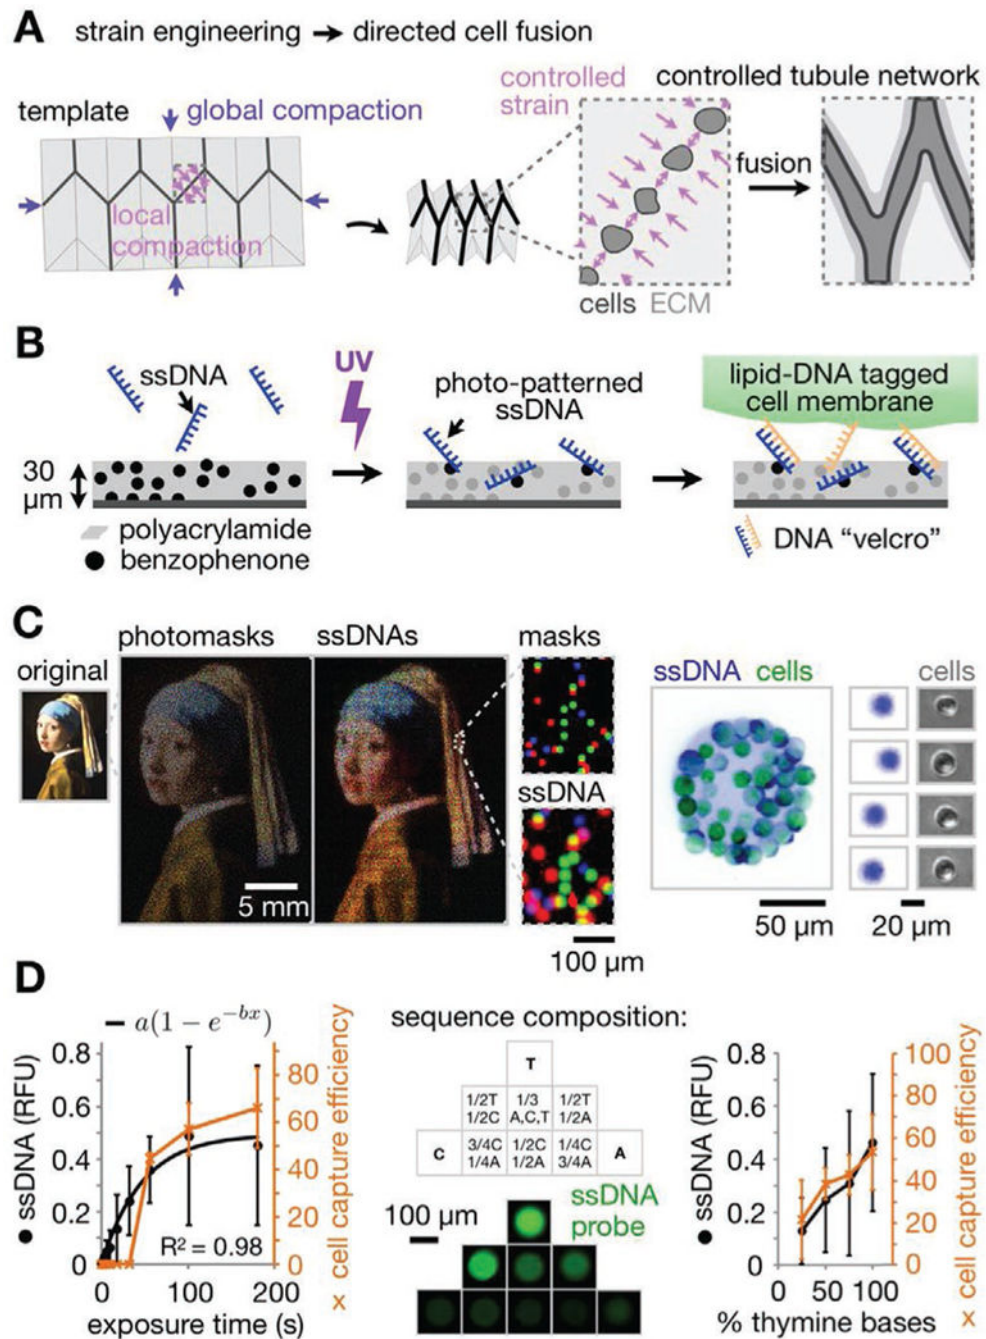 A strain engineering → directed cell fusion
template
global compaction
local
compaction
controlled
strain
controlled tubule network
fusion
cells ECM
B
ssDNA
UV
photo-patterned
ssDNA
lipid-DNA tagged
cell membrane
30
µm
polyacrylamide
benzophenone
DNA “velcro”
C
original
photomasks
ssDNAs
masks
5 mm
ssDNA
100 µm
ssDNA cells
cells
50 µm
20 µm
D
a(1 − e^{−bx})
ssDNA (RFU)
0.8
0.6
0.4
0.2
0
R² = 0.98
0 100 200
exposure time (s)
80
60
40
20
0
x cell capture efficiency
sequence composition:
T
1/2T
1/2C
1/3
A,C,T
1/2T
1/2A
C
3/4C
1/4A
1/2C
1/2A
1/4C
3/4A
A
100 µm
ssDNA
probe
ssDNA (RFU)
0.8
0.6
0.4
0.2
0
0 50 100
% thymine bases
100
80
60
40
20
0
x cell capture efficiency